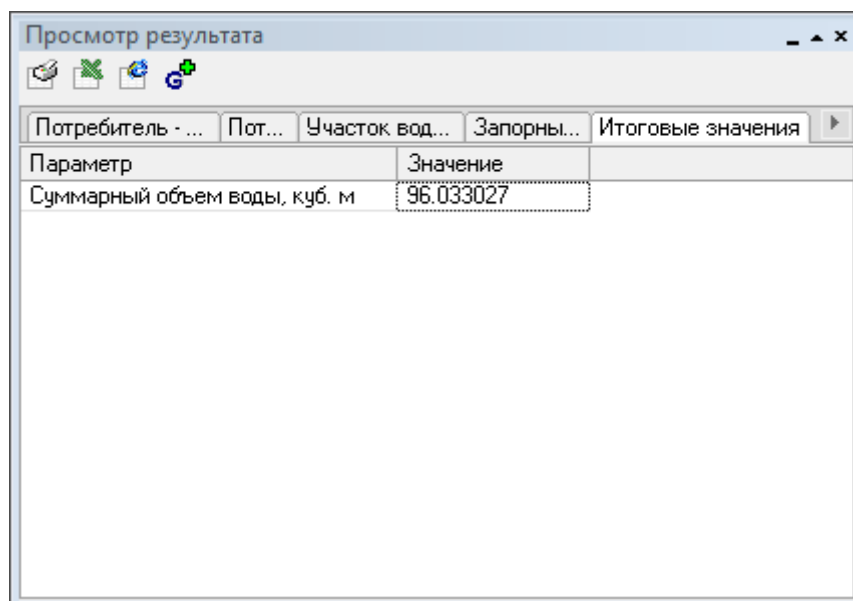 Просмотр результата
Потребитель - ... Пот... Участок вод... Запорны... Итоговые значения
Параметр Значение
Суммарный объем воды, куб. м 96.033027